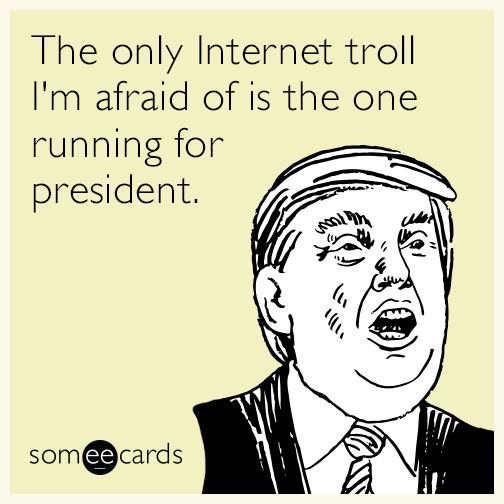 The only Internet troll
I'm afraid of is the one
running for
president.
someecards